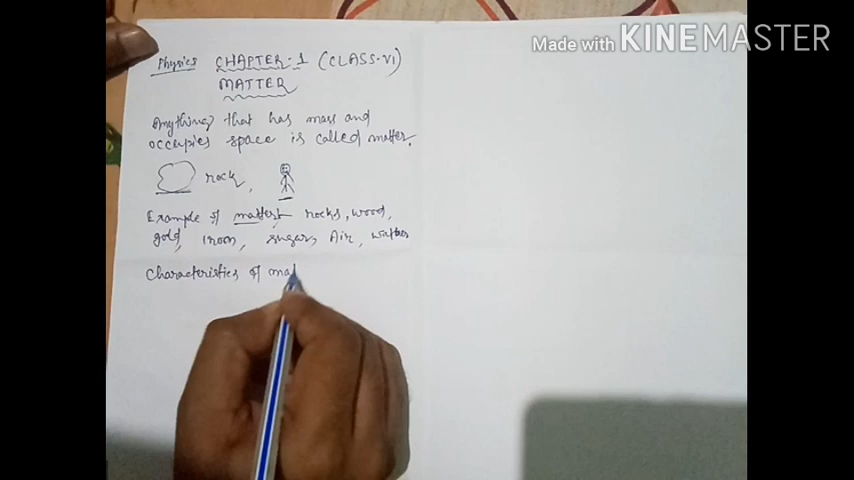 Made with KINEMASTER
Physics CHAPTER-1 (CLASS-VI)
MATTER
Anything that has mass and
occupies space is called matter.
rock,
Example of matter rocks, wood,
gold, Iron, sugar, Air, water
Characteristics of ma